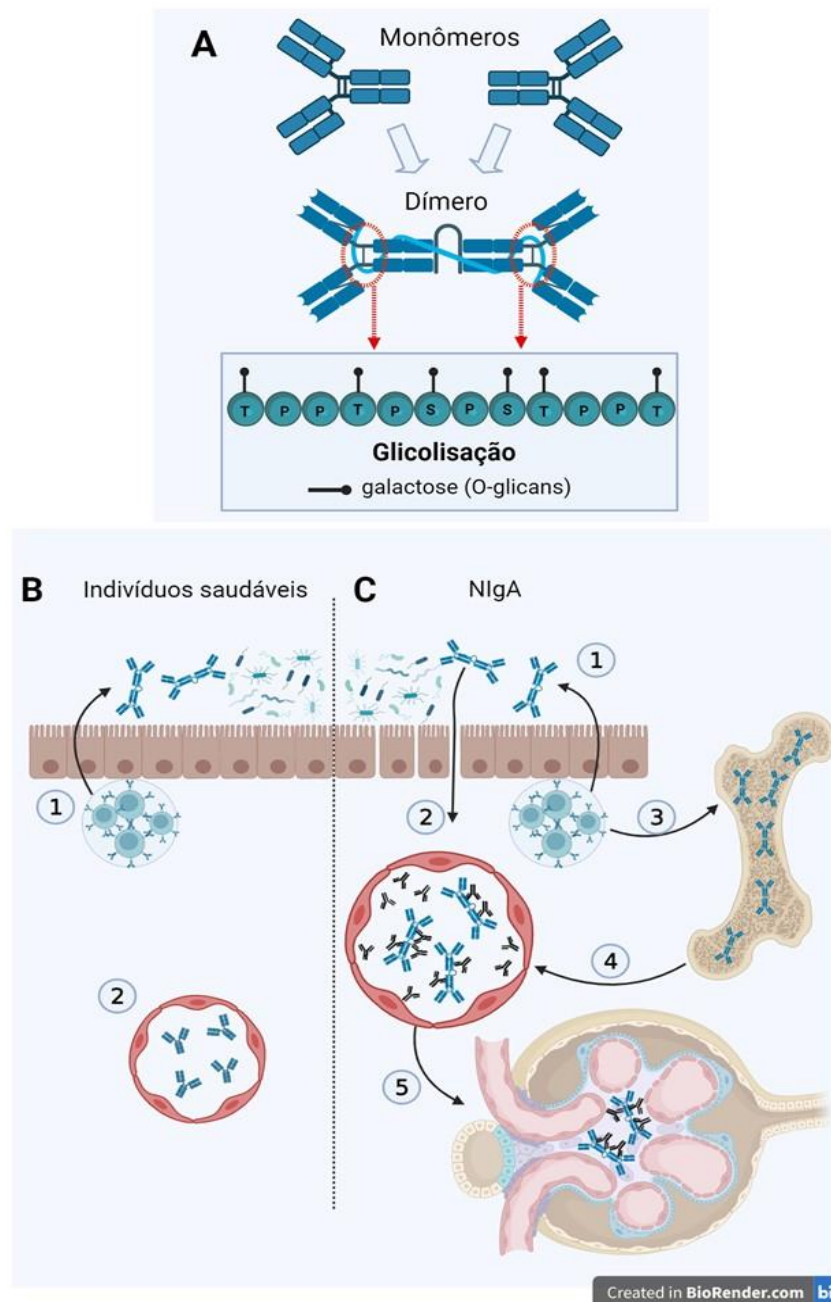 A
Monômeros
Dímero
T P P T P S P S T P P T
Glicolisação
galactose (O-glicans)
B Indivíduos saudáveis
C NIgA
1
1
2
3
2
4
5
Created in BioRender.com bi